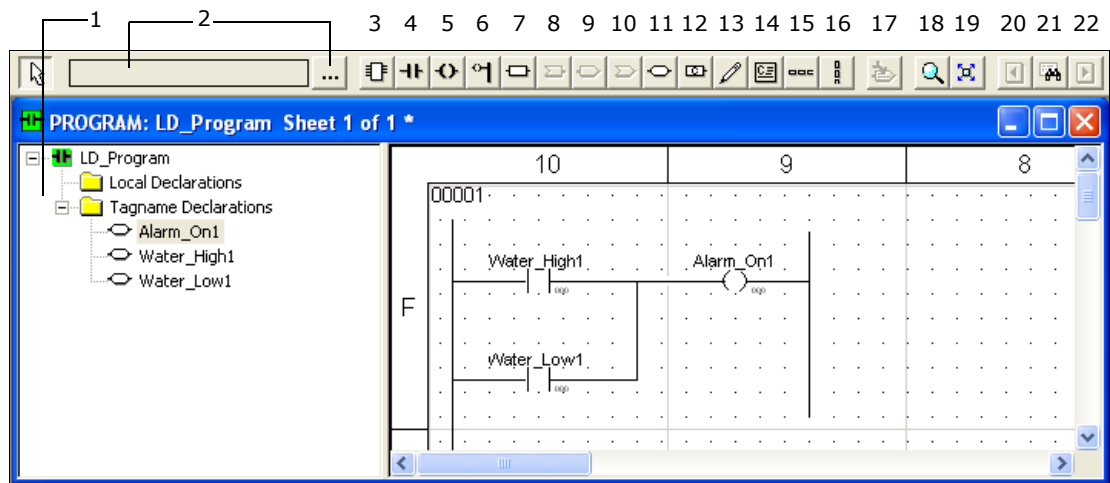 1 2 3 4 5 6 7 8 9 10 11 12 13 14 15 16 17 18 19 20 21 22
...
PROGRAM: LD_Program Sheet 1 of 1 *
LD_Program
Local Declarations
Tagname Declarations
Alarm_On1
Water_High1
Water_Low1
10 9 8
00001
Water_High1 Alarm_On1
F
Water_Low1